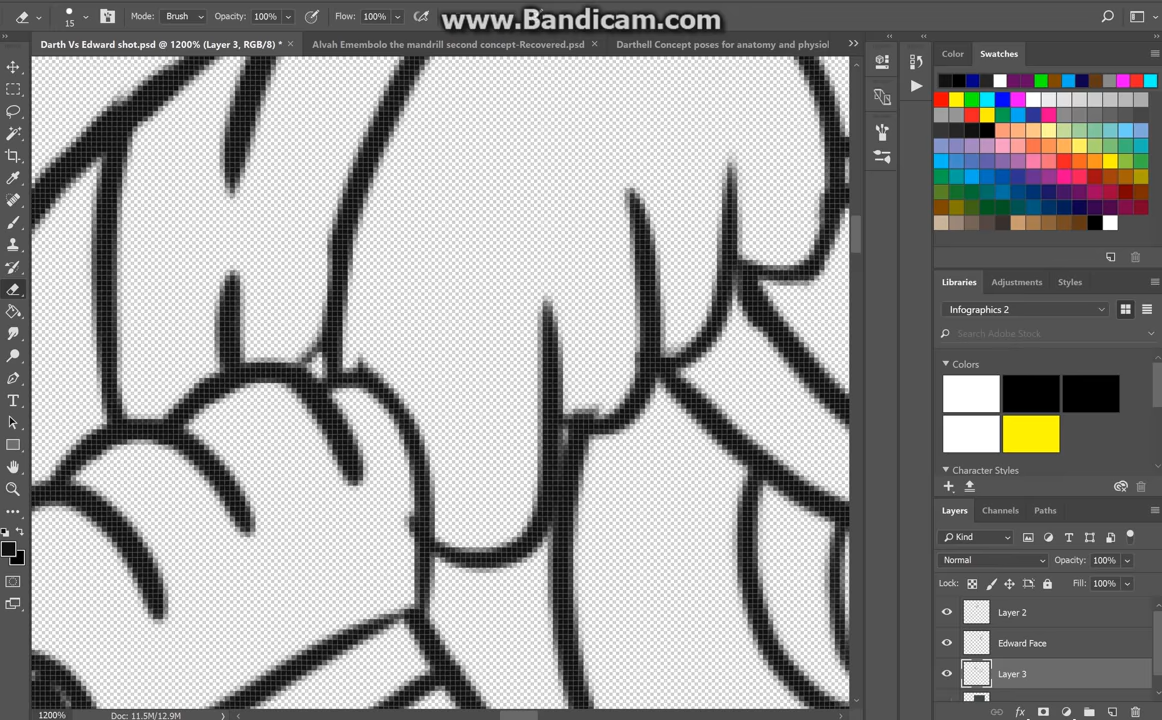 www.Bandicam.com
15
Mode: Brush Opacity: 100% Flow: 100%
Darth Vs Edward shot.psd @ 1200% (Layer 3, RGB/8) * ×
Alvah Emembolo the mandrill second concept-Recovered.psd ×
Darthell Concept poses for anatomy and physiol
Color Swatches
Libraries Adjustments Styles
Infographics 2
Search Adobe Stock
Colors
Character Styles
Layers Channels Paths
Kind
Normal Opacity: 100%
Lock: Fill: 100%
Layer 2
Edward Face
Layer 3
1200% Doc: 11.5M/12.9M
fx